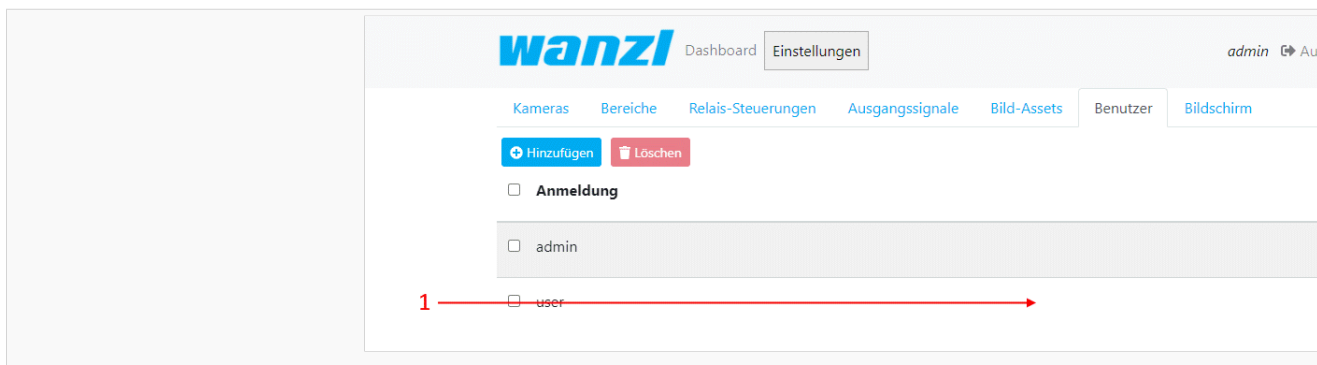 wanzl Dashboard Einstellungen admin Au
Kameras Bereiche Relais-Steuerungen Ausgangssignale Bild-Assets Benutzer Bildschirm
Hinzufügen Löschen
Anmeldung
admin
1 user